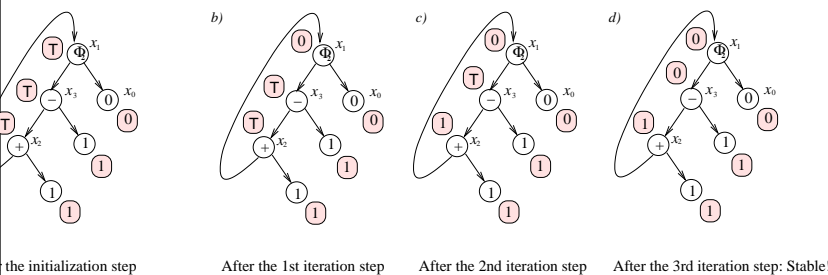 b)
c)
d)
T
Φ₂
x₁
T
−
x₃
0
x₀
0
T
+
x₂
1
1
1
1
the initialization step
0
Φ₂
x₁
T
−
x₃
0
x₀
0
T
+
x₂
1
1
1
1
After the 1st iteration step
0
Φ₂
x₁
T
−
x₃
0
x₀
0
1
+
x₂
1
1
1
1
After the 2nd iteration step
0
Φ₂
x₁
0
−
x₃
0
x₀
0
1
+
x₂
1
1
1
1
After the 3rd iteration step: Stable!